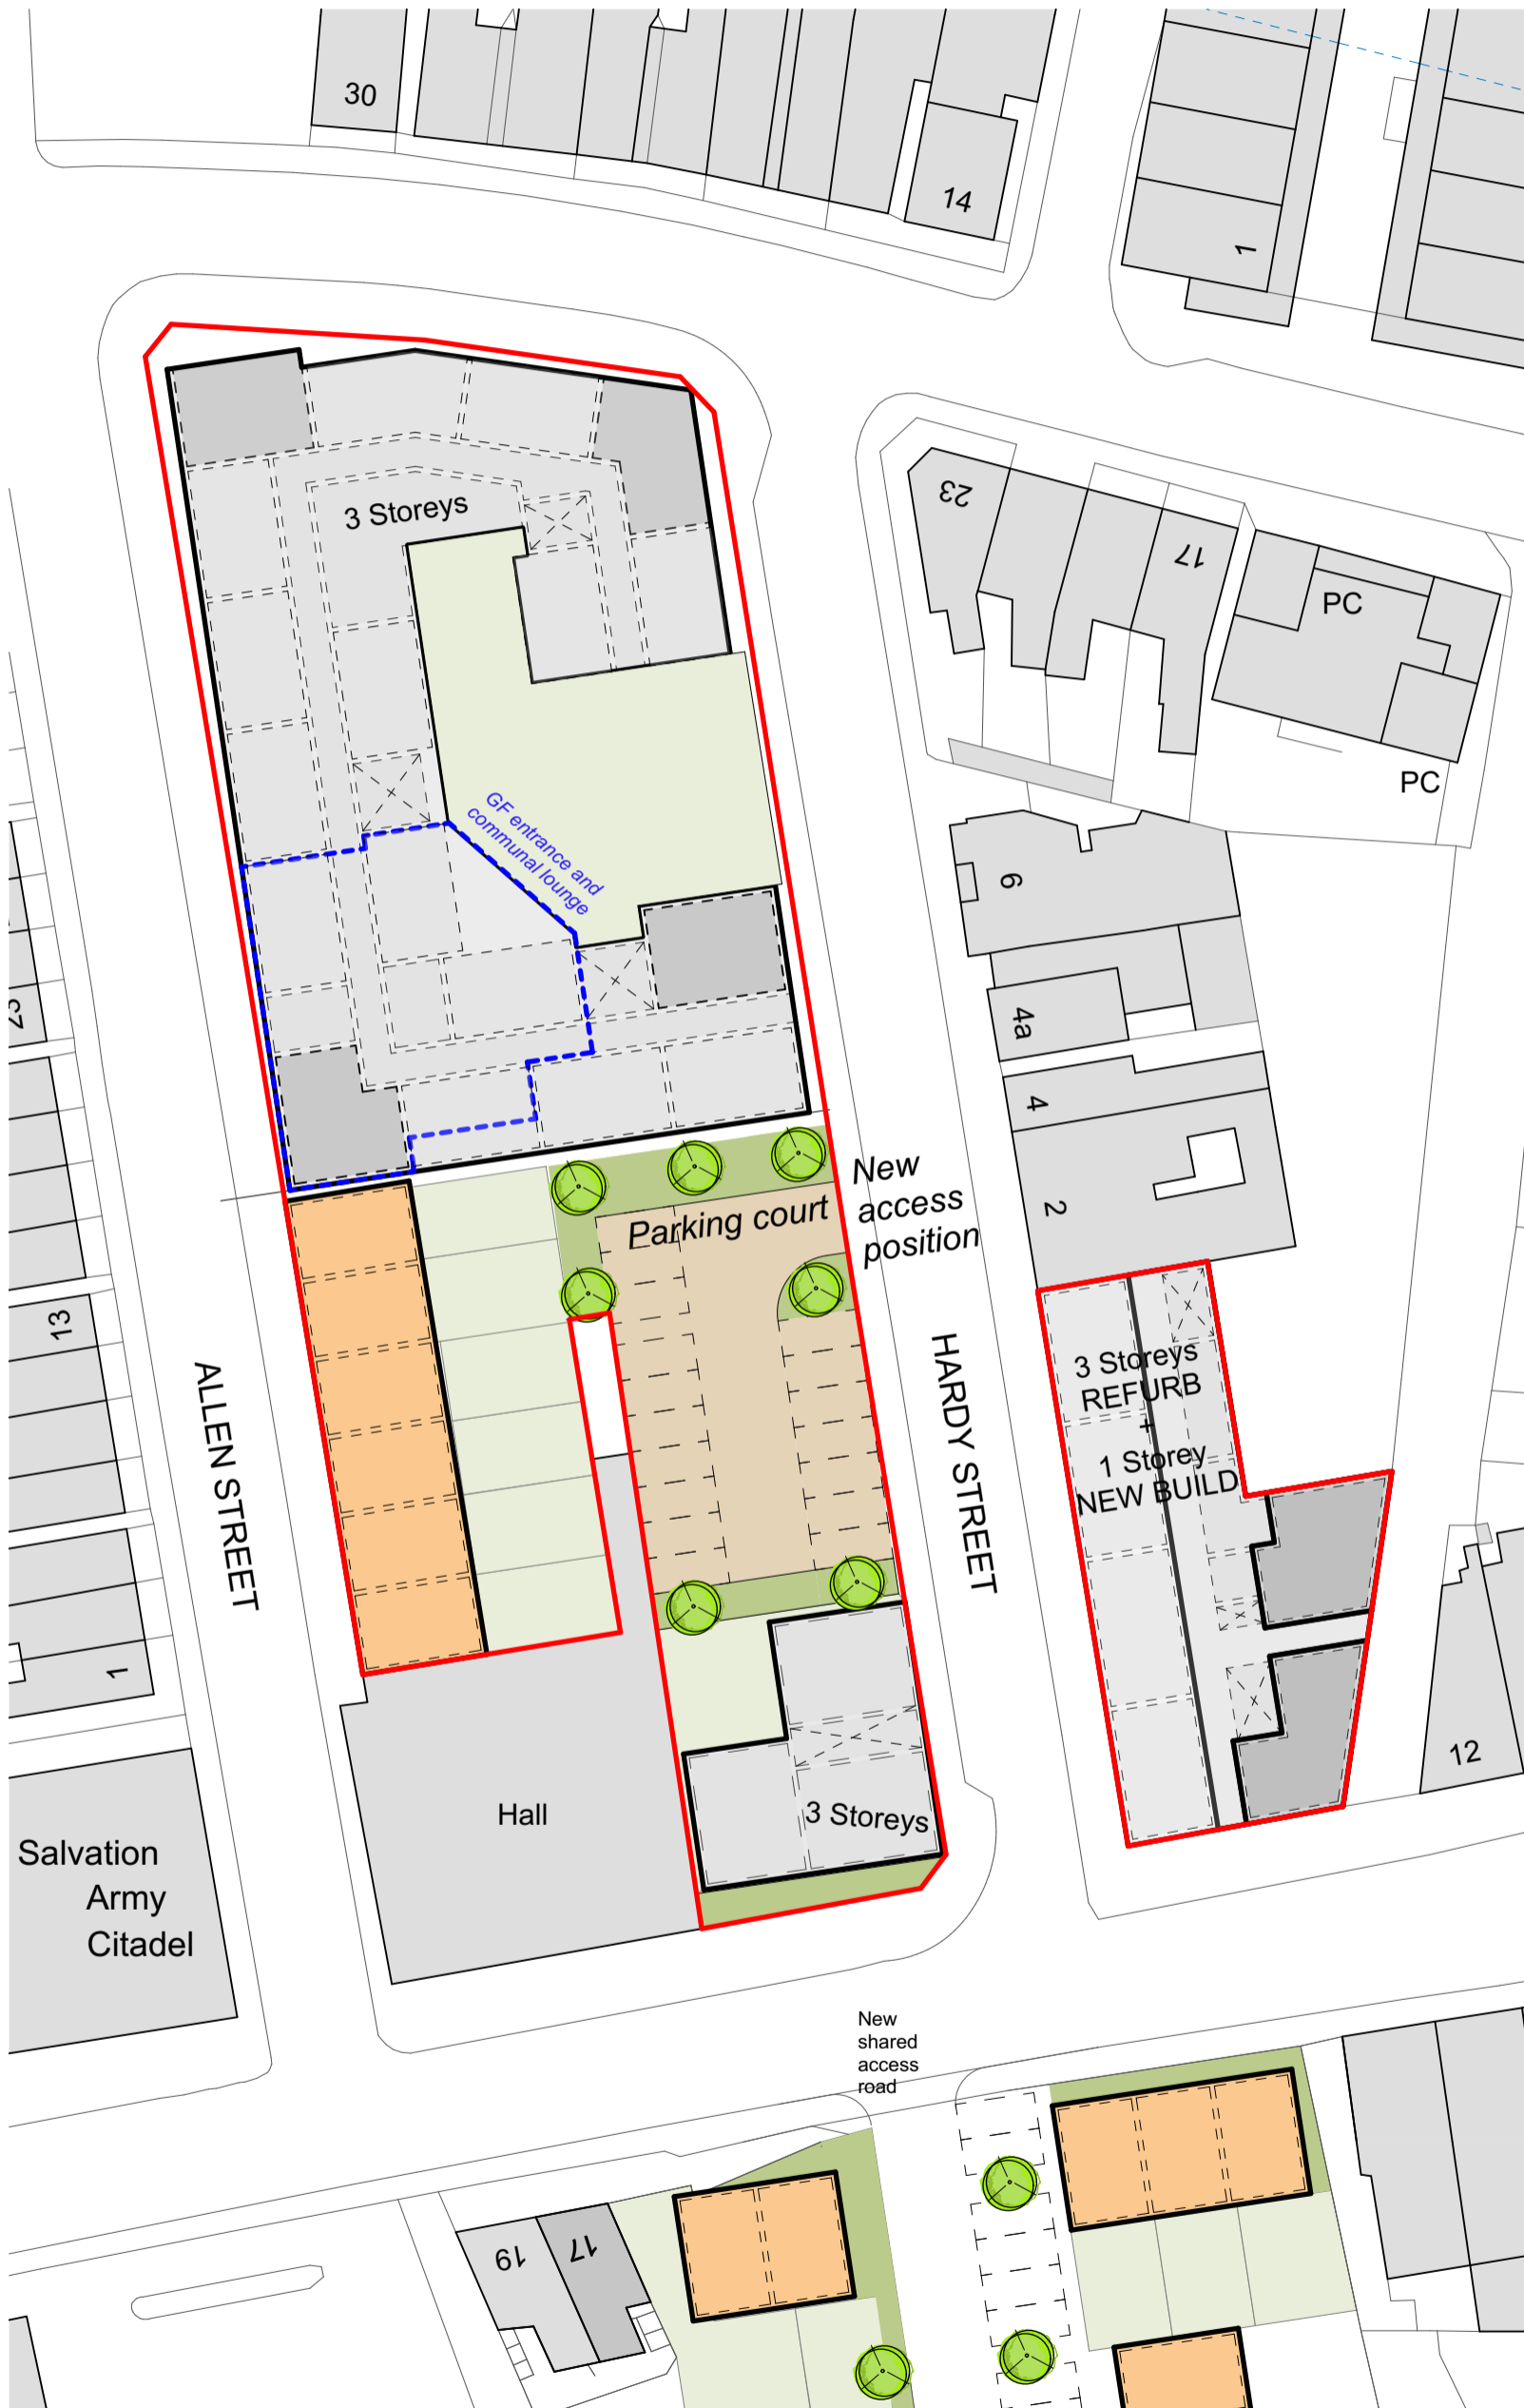 30
14
1
3 Storeys
23
17
PC
PC
GF entrance and
communal lounge
6
4a
4
2
New
access
position
Parking court
13
ALLEN STREET
HARDY STREET
3 Storeys
REFURB
+
1 Storey
NEW BUILD
1
12
Hall
3 Storeys
Salvation
Army
Citadel
New
shared
access
road
19
17